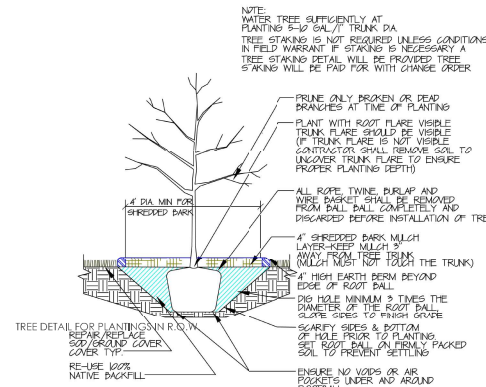 NOTE:
WATER TREE SUFFICIENTLY AT
PLANTING 5-10 GAL/1" TRUNK DIA.
TREE STAKING IS NOT REQUIRED UNLESS CONDITIONS
IN FIELD WARRANT IF STAKING IS NECESSARY A
TREE STAKING DETAIL WILL BE PROVIDED TREE
STAKING WILL BE PAID FOR WITH CHANGE ORDER
PRUNE ONLY BROKEN OR DEAD
BRANCHES AT TIME OF PLANTING
PLANT WITH ROOT FLARE VISIBLE
TRUNK FLARE SHOULD BE VISIBLE
(IF TRUNK FLARE IS NOT VISIBLE
CONTRACTOR SHALL REMOVE SOIL TO
UNCOVER TRUNK FLARE TO ENSURE
PROPER PLANTING DEPTH)
4' DIA. MIN FOR
SHREDDED BARK
ALL ROPE, TWINE, BURLAP AND
WIRE BASKET SHALL BE REMOVED
FROM BALL BALL COMPLETELY AND
DISCARDED BEFORE INSTALLATION OF TRE
4" SHREDDED BARK MULCH
LAYER-KEEP MULCH 3"
AWAY FROM TREE TRUNK
(MULCH MUST NOT TOUCH THE TRUNK)
4" HIGH EARTH BERM BEYOND
EDGE OF ROOT BALL
DIG HOLE MINIMUM 3 TIMES THE
DIAMETER OF THE ROOT BALL,
SLOPE SIDES TO FINISH GRADE
TREE DETAIL FOR PLANTINGS IN R.O.W.
REPAIR/REPLACE
SOD/GROUND COVER
COVER TYP.
SCARIFY SIDES & BOTTOM
OF HOLE PRIOR TO PLANTING.
SET ROOT BALL ON FIRMLY PACKED
SOIL TO PREVENT SETTLING
RE-USE 100%
NATIVE BACKFILL
ENSURE NO VOIDS OR AIR
POCKETS UNDER AND AROUND